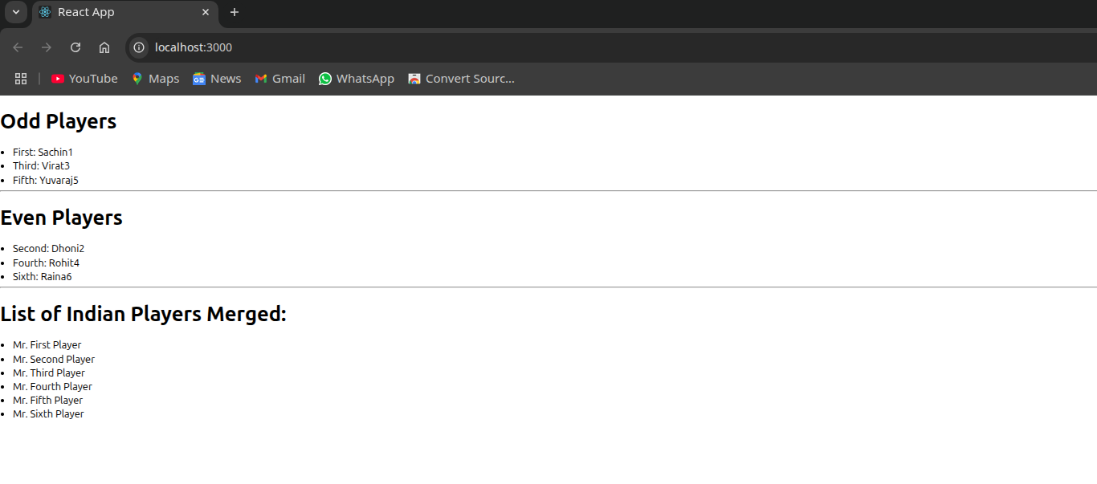 React App
localhost:3000
YouTube Maps News Gmail WhatsApp Convert Sourc...
Odd Players
First: Sachin1
Third: Virat3
Fifth: Yuvaraj5
Even Players
Second: Dhoni2
Fourth: Rohit4
Sixth: Raina6
List of Indian Players Merged:
Mr. First Player
Mr. Second Player
Mr. Third Player
Mr. Fourth Player
Mr. Fifth Player
Mr. Sixth Player